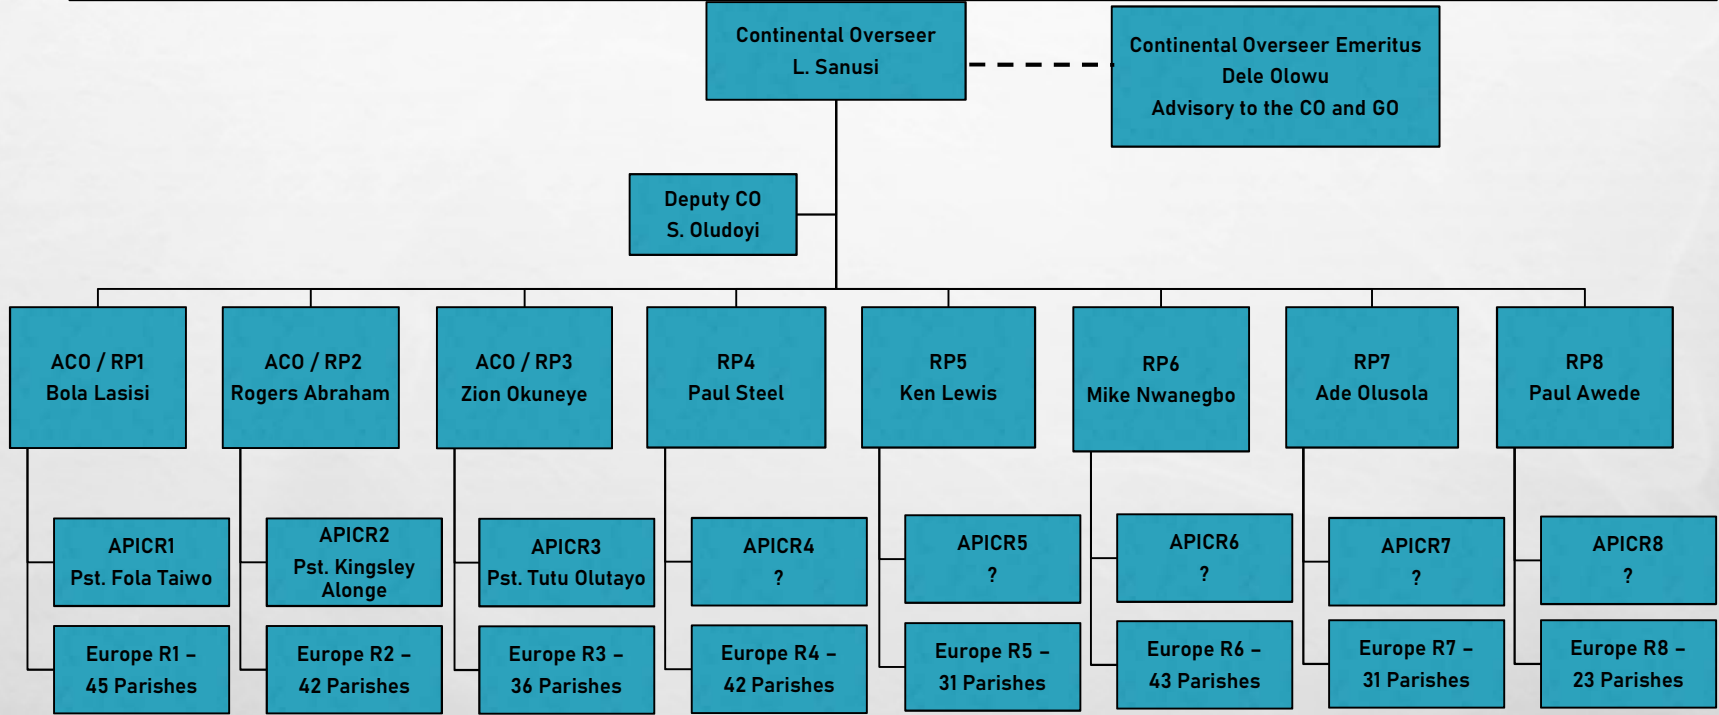 Continental Overseer
L. Sanusi
Continental Overseer Emeritus
Dele Olowu
Advisory to the CO and GO
Deputy CO
S. Oludoyi
ACO / RP1
Bola Lasisi
ACO / RP2
Rogers Abraham
ACO / RP3
Zion Okuneye
RP4
Paul Steel
RP5
Ken Lewis
RP6
Mike Nwanegbo
RP7
Ade Olusola
RP8
Paul Awede
APICR1
Pst. Fola Taiwo
APICR2
Pst. Kingsley
Alonge
APICR3
Pst. Tutu Olutayo
APICR4
?
APICR5
?
APICR6
?
APICR7
?
APICR8
?
Europe R1 –
45 Parishes
Europe R2 –
42 Parishes
Europe R3 –
36 Parishes
Europe R4 –
42 Parishes
Europe R5 –
31 Parishes
Europe R6 –
43 Parishes
Europe R7 –
31 Parishes
Europe R8 –
23 Parishes